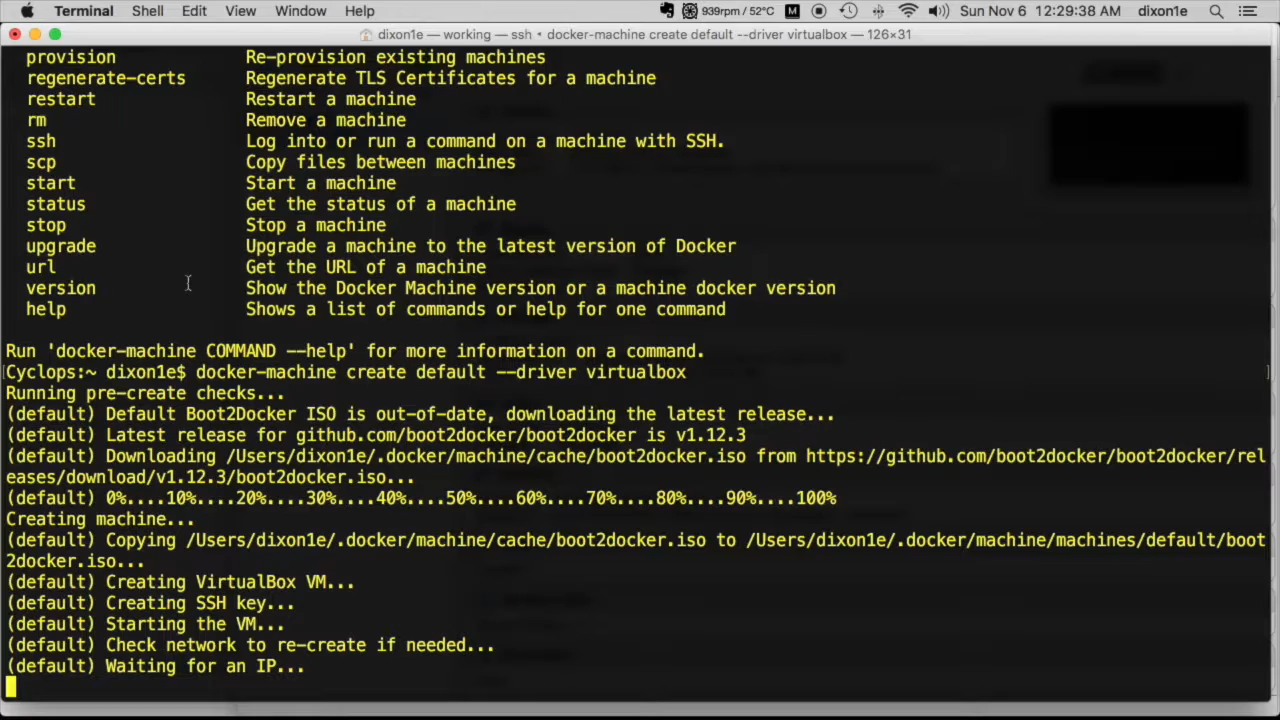 Terminal Shell Edit View Window Help 939rpm / 52°C M Sun Nov 6 12:29:38 AM dixon1e
dixon1e — working — ssh • docker-machine create default --driver virtualbox — 126×31
provision Re-provision existing machines
regenerate-certs Regenerate TLS Certificates for a machine
restart Restart a machine
rm Remove a machine
ssh Log into or run a command on a machine with SSH.
scp Copy files between machines
start Start a machine
status Get the status of a machine
stop Stop a machine
upgrade Upgrade a machine to the latest version of Docker
url Get the URL of a machine
version Show the Docker Machine version or a machine docker version
help Shows a list of commands or help for one command
Run 'docker-machine COMMAND --help' for more information on a command.
Cyclops:~ dixon1e$ docker-machine create default --driver virtualbox
Running pre-create checks...
(default) Default Boot2Docker ISO is out-of-date, downloading the latest release...
(default) Latest release for github.com/boot2docker/boot2docker is v1.12.3
(default) Downloading /Users/dixon1e/.docker/machine/cache/boot2docker.iso from https://github.com/boot2docker/boot2docker/rel
eases/download/v1.12.3/boot2docker.iso...
(default) 0%....10%....20%....30%....40%....50%....60%....70%....80%....90%....100%
Creating machine...
(default) Copying /Users/dixon1e/.docker/machine/cache/boot2docker.iso to /Users/dixon1e/.docker/machine/machines/default/boot
2docker.iso...
(default) Creating VirtualBox VM...
(default) Creating SSH key...
(default) Starting the VM...
(default) Check network to re-create if needed...
(default) Waiting for an IP...